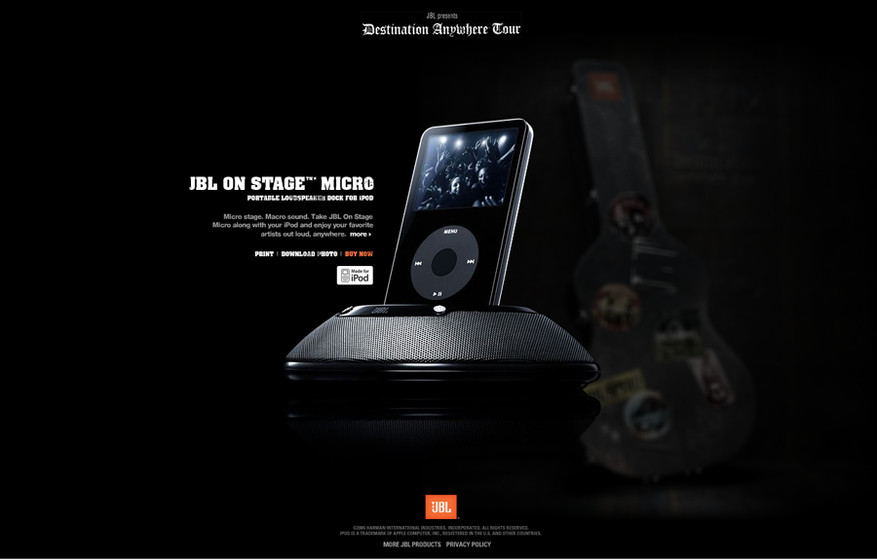 JBL presents
Destination Anywhere Tour
JBL ON STAGE™* MICRO
PORTABLE LOUDSPEAKER DOCK FOR iPOD
Micro stage. Macro sound. Take JBL On Stage
Micro along with your iPod and enjoy your favorite
artists out loud, anywhere. more
PRINT | DOWNLOAD PHOTO | BUY NOW
Made for
iPod
MENU
JBL
JBL
HARMAN INTERNATIONAL INDUSTRIES, INCORPORATED. ALL RIGHTS RESERVED.
IPOD IS A TRADEMARK OF APPLE COMPUTER, INC., REGISTERED IN THE U.S. AND OTHER COUNTRIES.
MORE JBL PRODUCTS PRIVACY POLICY